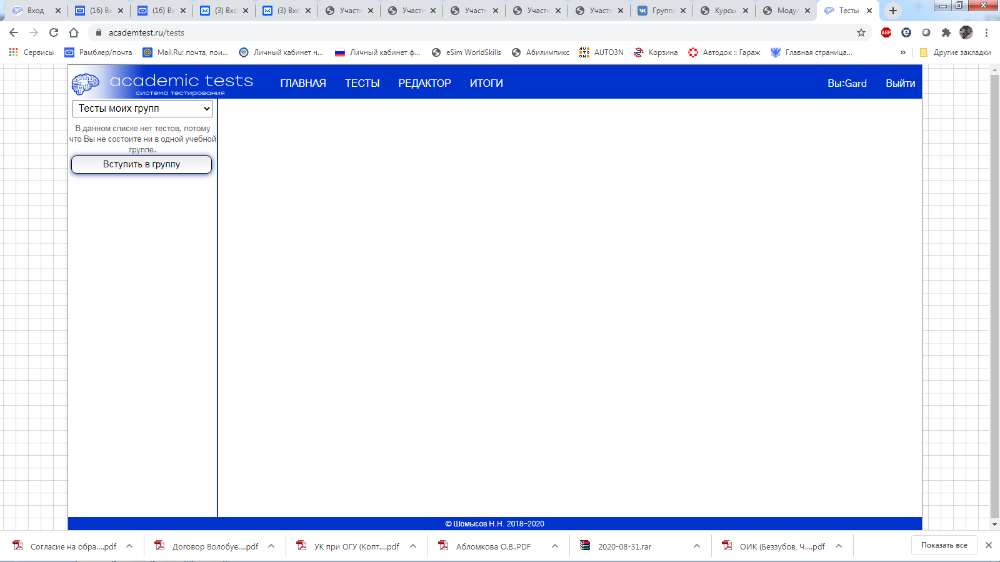 Вход
(16) Вх
(16) Вх
(3) Вхо
(3) Вхо
Участн
Участн
Участн
Участн
Участн
Группа
Курсы
Модул
Тесты
academtest.ru/tests
ABP
Сервисы
Рамблер/почта
Mail.Ru: почта, пои...
Личный кабинет н...
Личный кабинет ф...
eSim WorldSkills
Абилимпикс
AUTO3N
Корзина
Автодок :: Гараж
Главная страница...
»
Другие закладки
academic tests
система тестирования
ГЛАВНАЯ
ТЕСТЫ
РЕДАКТОР
ИТОГИ
Вы:Gard
Выйти
Тесты моих групп
В данном списке нет тестов, потому
что Вы не состоите ни в одной учебной
группе.
Вступить в группу
© Шомысов Н.Н. 2018-2020
Согласие на обра....pdf
Договор Волобуе....pdf
УК при ОГУ (Копт....pdf
Абломкова О.В..PDF
2020-08-31.rar
ОИК (Беззубов, Ч....pdf
Показать все